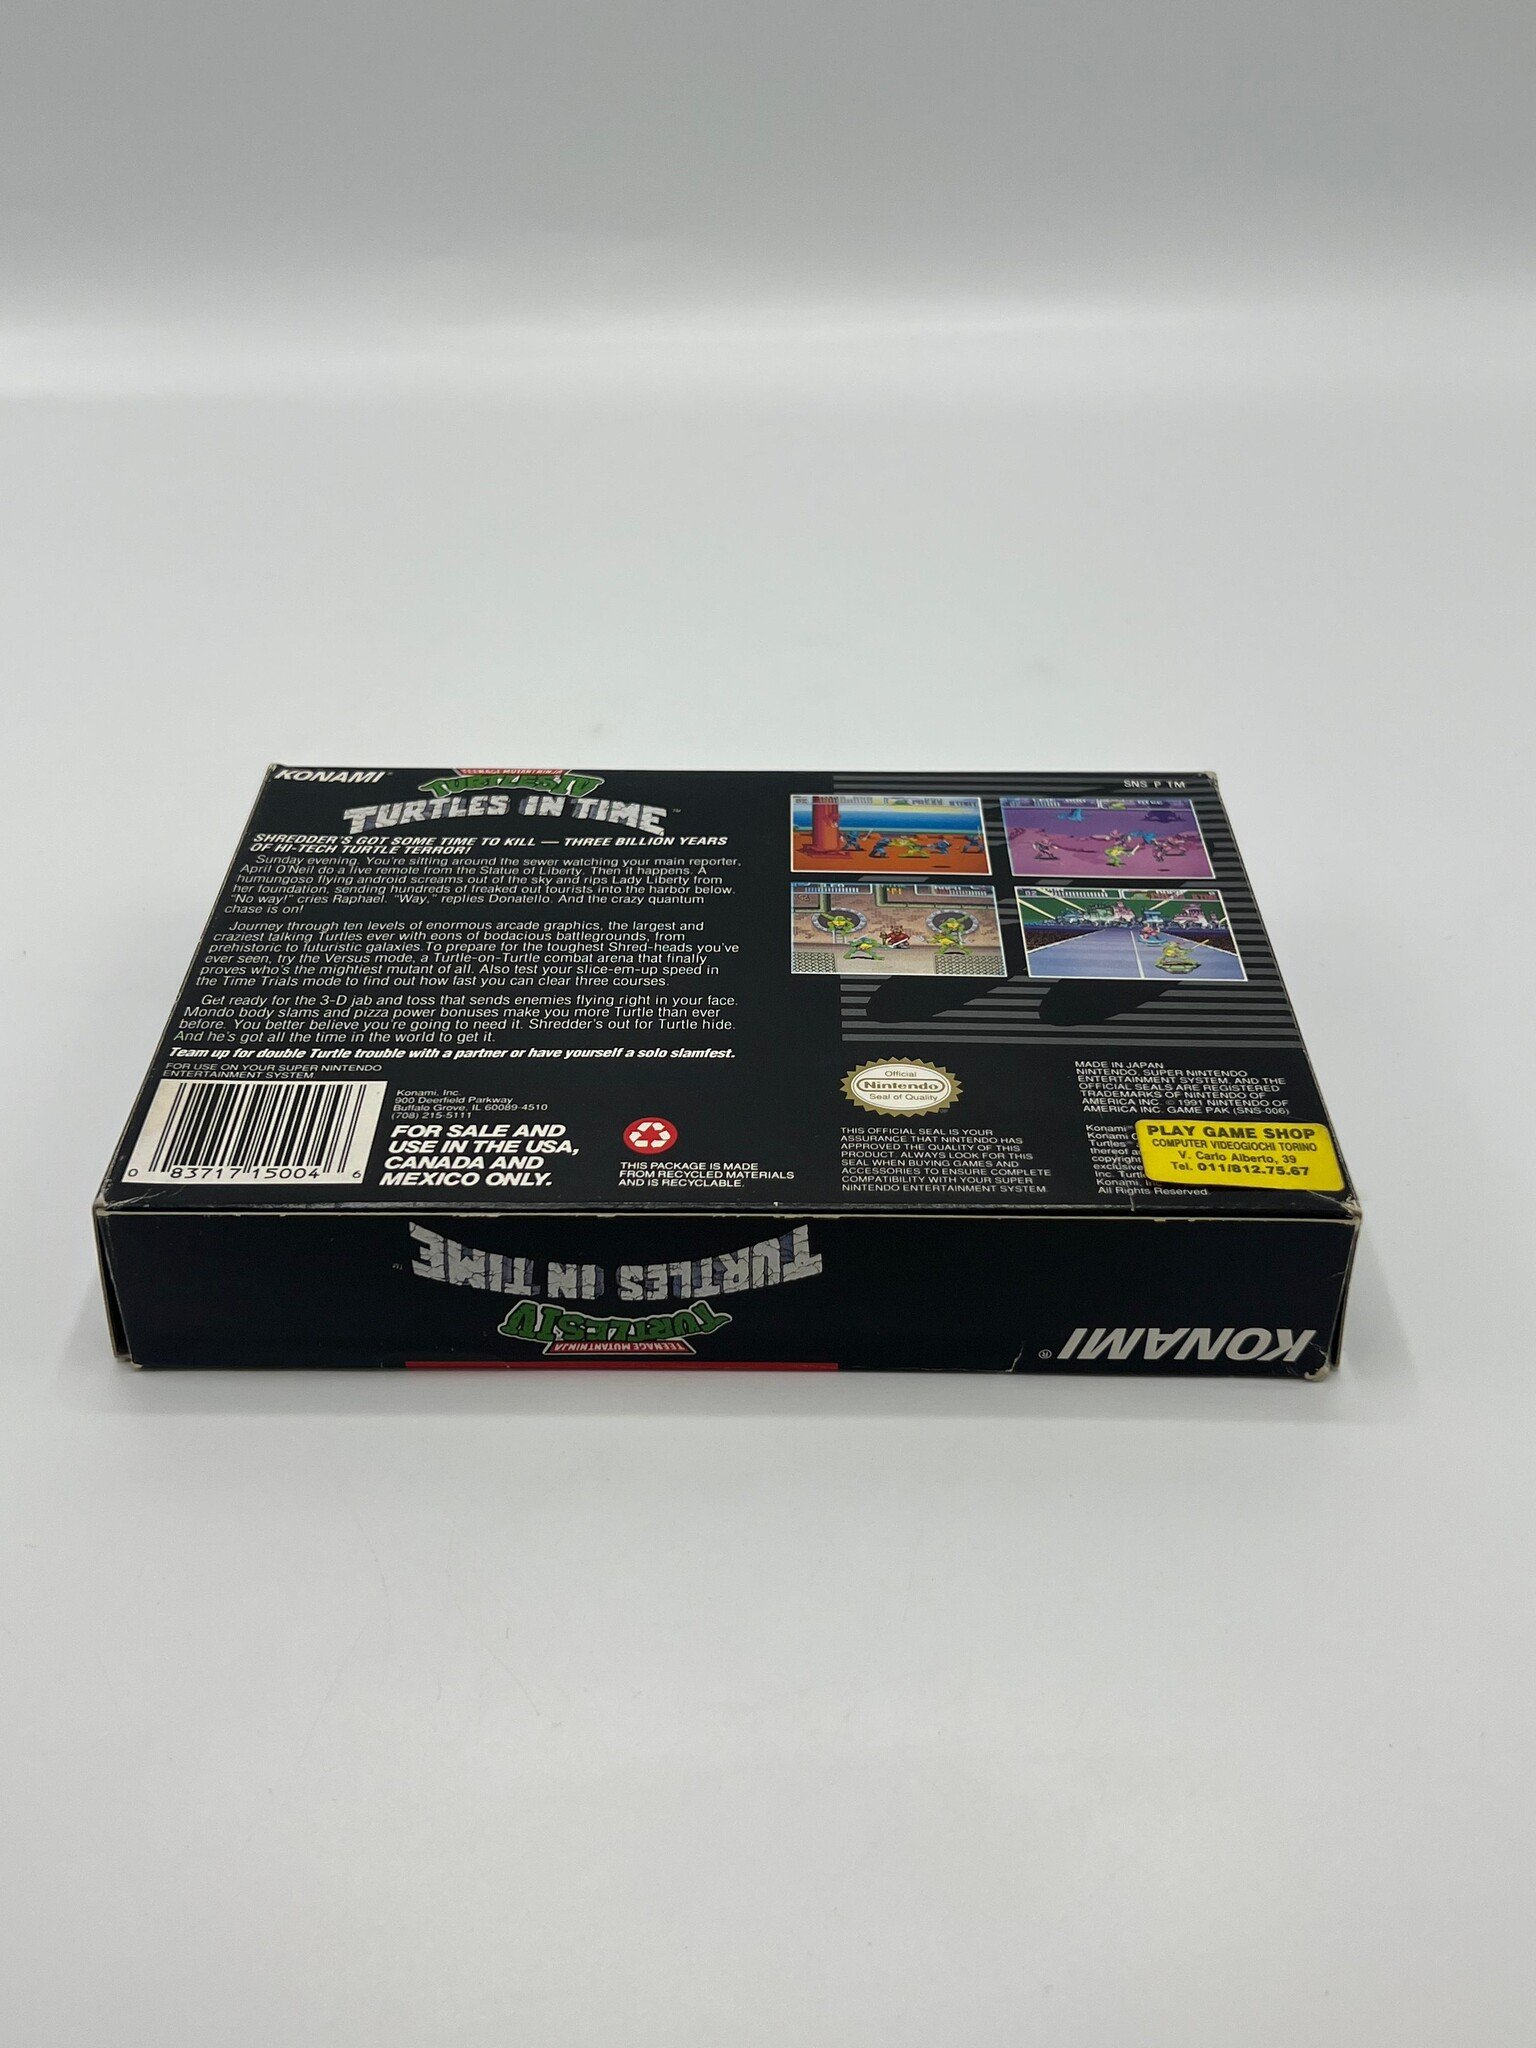 KONAMI®
TEENAGE MUTANT NINJA
TURTLES IV
TURTLES IN TIME™
SHREDDER'S GOT SOME TIME TO KILL — THREE BILLION YEARS
OF HI-TECH TURTLE TERROR!
Sunday evening. You're sitting around the sewer watching your main reporter,
April O'Neil do a live remote from the Statue of Liberty. Then it happens. A
humungoso flying android screams out of the sky and rips Lady Liberty from
her foundation, sending hundreds of freaked out tourists into the harbor below.
"No way!" cries Raphael. "Way," replies Donatello. And the crazy quantum
chase is on!
Journey through ten levels of enormous arcade graphics, the largest and
craziest talking Turtles ever with eons of bodacious battlegrounds, from
prehistoric to futuristic galaxies. To prepare for the toughest Shred-heads you've
ever seen, try the Versus mode, a Turtle-on-Turtle combat arena that finally
proves who's the mightiest mutant of all. Also test your slice-em-up speed in
the Time Trials mode to find out how fast you can clear three courses.
Get ready for the 3-D jab and toss that sends enemies flying right in your face.
Mondo body slams and pizza power bonuses make you more Turtle than ever
before. You better believe you're going to need it. Shredder's out for Turtle hide.
And he's got all the time in the world to get it.
Team up for double Turtle trouble with a partner or have yourself a solo slamfest.
FOR USE ON YOUR SUPER NINTENDO
ENTERTAINMENT SYSTEM
0 83717 15004 6
Konami, Inc.
900 Deerfield Parkway
Buffalo Grove, IL 60089-4510
(708) 215-5111
FOR SALE AND
USE IN THE USA,
CANADA AND
MEXICO ONLY.
THIS PACKAGE IS MADE
FROM RECYCLED MATERIALS
AND IS RECYCLABLE.
SNS P TM
Official
Nintendo
Seal of Quality
THIS OFFICIAL SEAL IS YOUR
ASSURANCE THAT NINTENDO HAS
APPROVED THE QUALITY OF THIS
PRODUCT. ALWAYS LOOK FOR THIS
SEAL WHEN BUYING GAMES AND
ACCESSORIES TO ENSURE COMPLETE
COMPATIBILITY WITH YOUR SUPER
NINTENDO ENTERTAINMENT SYSTEM.
MADE IN JAPAN
NINTENDO, SUPER NINTENDO
ENTERTAINMENT SYSTEM, AND THE
OFFICIAL SEALS ARE REGISTERED
TRADEMARKS OF NINTENDO OF
AMERICA INC. © 1991 NINTENDO OF
AMERICA INC. GAME PAK (SNS-006)
Konami®
Konami
Turtles®
thereof
copyright
exclusive
Inc. Turtl
Konami, In
All Rights Reserved.
PLAY GAME SHOP
COMPUTER VIDEOGIOCHI TORINO
V. Carlo Alberto, 39
Tel. 011/812.75.67
KONAMI®
TEENAGE MUTANT NINJA
TURTLES IV
TURTLES IN TIME™